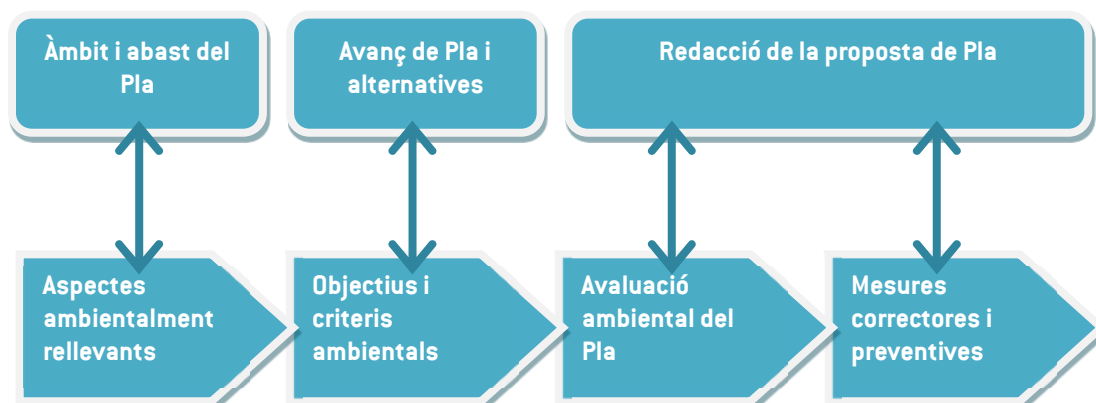 Àmbit i abast del
Pla
Avanç de Pla i
alternatives
Redacció de la proposta de Pla
Aspectes
ambientalment
rellevants
Objectius i
criteris
ambientals
Avaluació
ambiental del
Pla
Mesures
correctores i
preventives